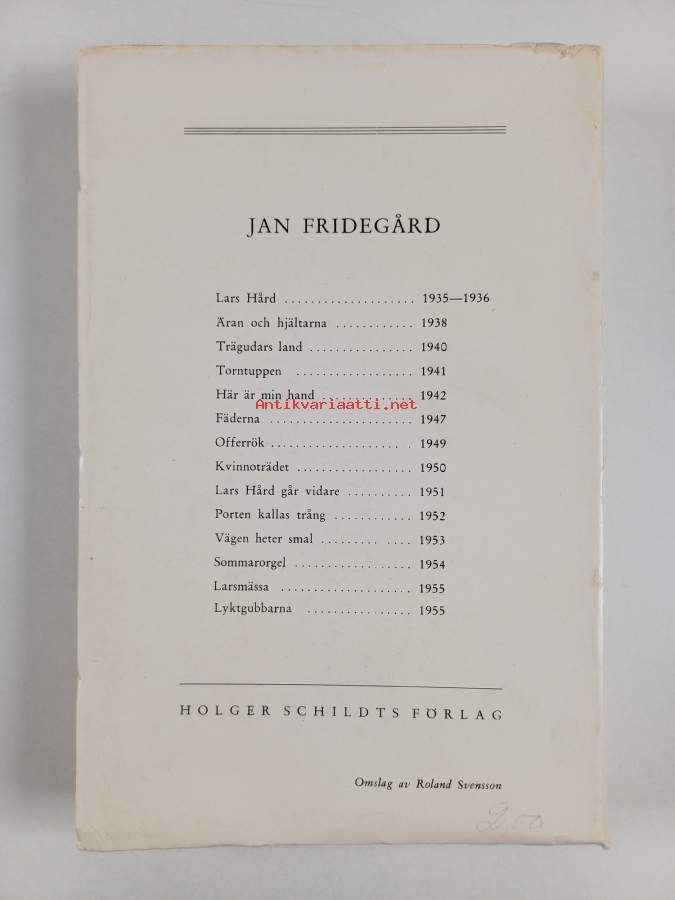 JAN FRIDEGÅRD
Lars Hård .................... 1935—1936
Äran och hjältarna ............ 1938
Trägudars land ................ 1940
Torntuppen .................. 1941
Här är min hand .............. 1942
Antikvariaatti.net
Fäderna ...................... 1947
Offerrök ..................... . 1949
Kvinnoträdet .................. 1950
Lars Hård går vidare .......... 1951
Porten kallas trång ............ 1952
Vägen heter smal ......... .... 1953
Sommarorgel .................. 1954
Larsmässa .................... 1955
Lyktgubbarna ................ 1955
HOLGER SCHILDTS FÖRLAG
Omslag av Roland Svensson
2,00